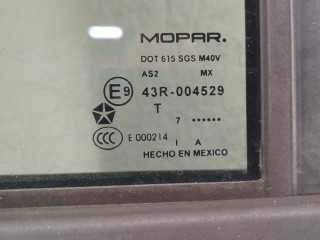 MOPAR.
DOT 615 SGS M40V
AS2 MX
E9 43R-004529
T
7 ••••••
CCC E 000214 I A
HECHO EN MEXICO